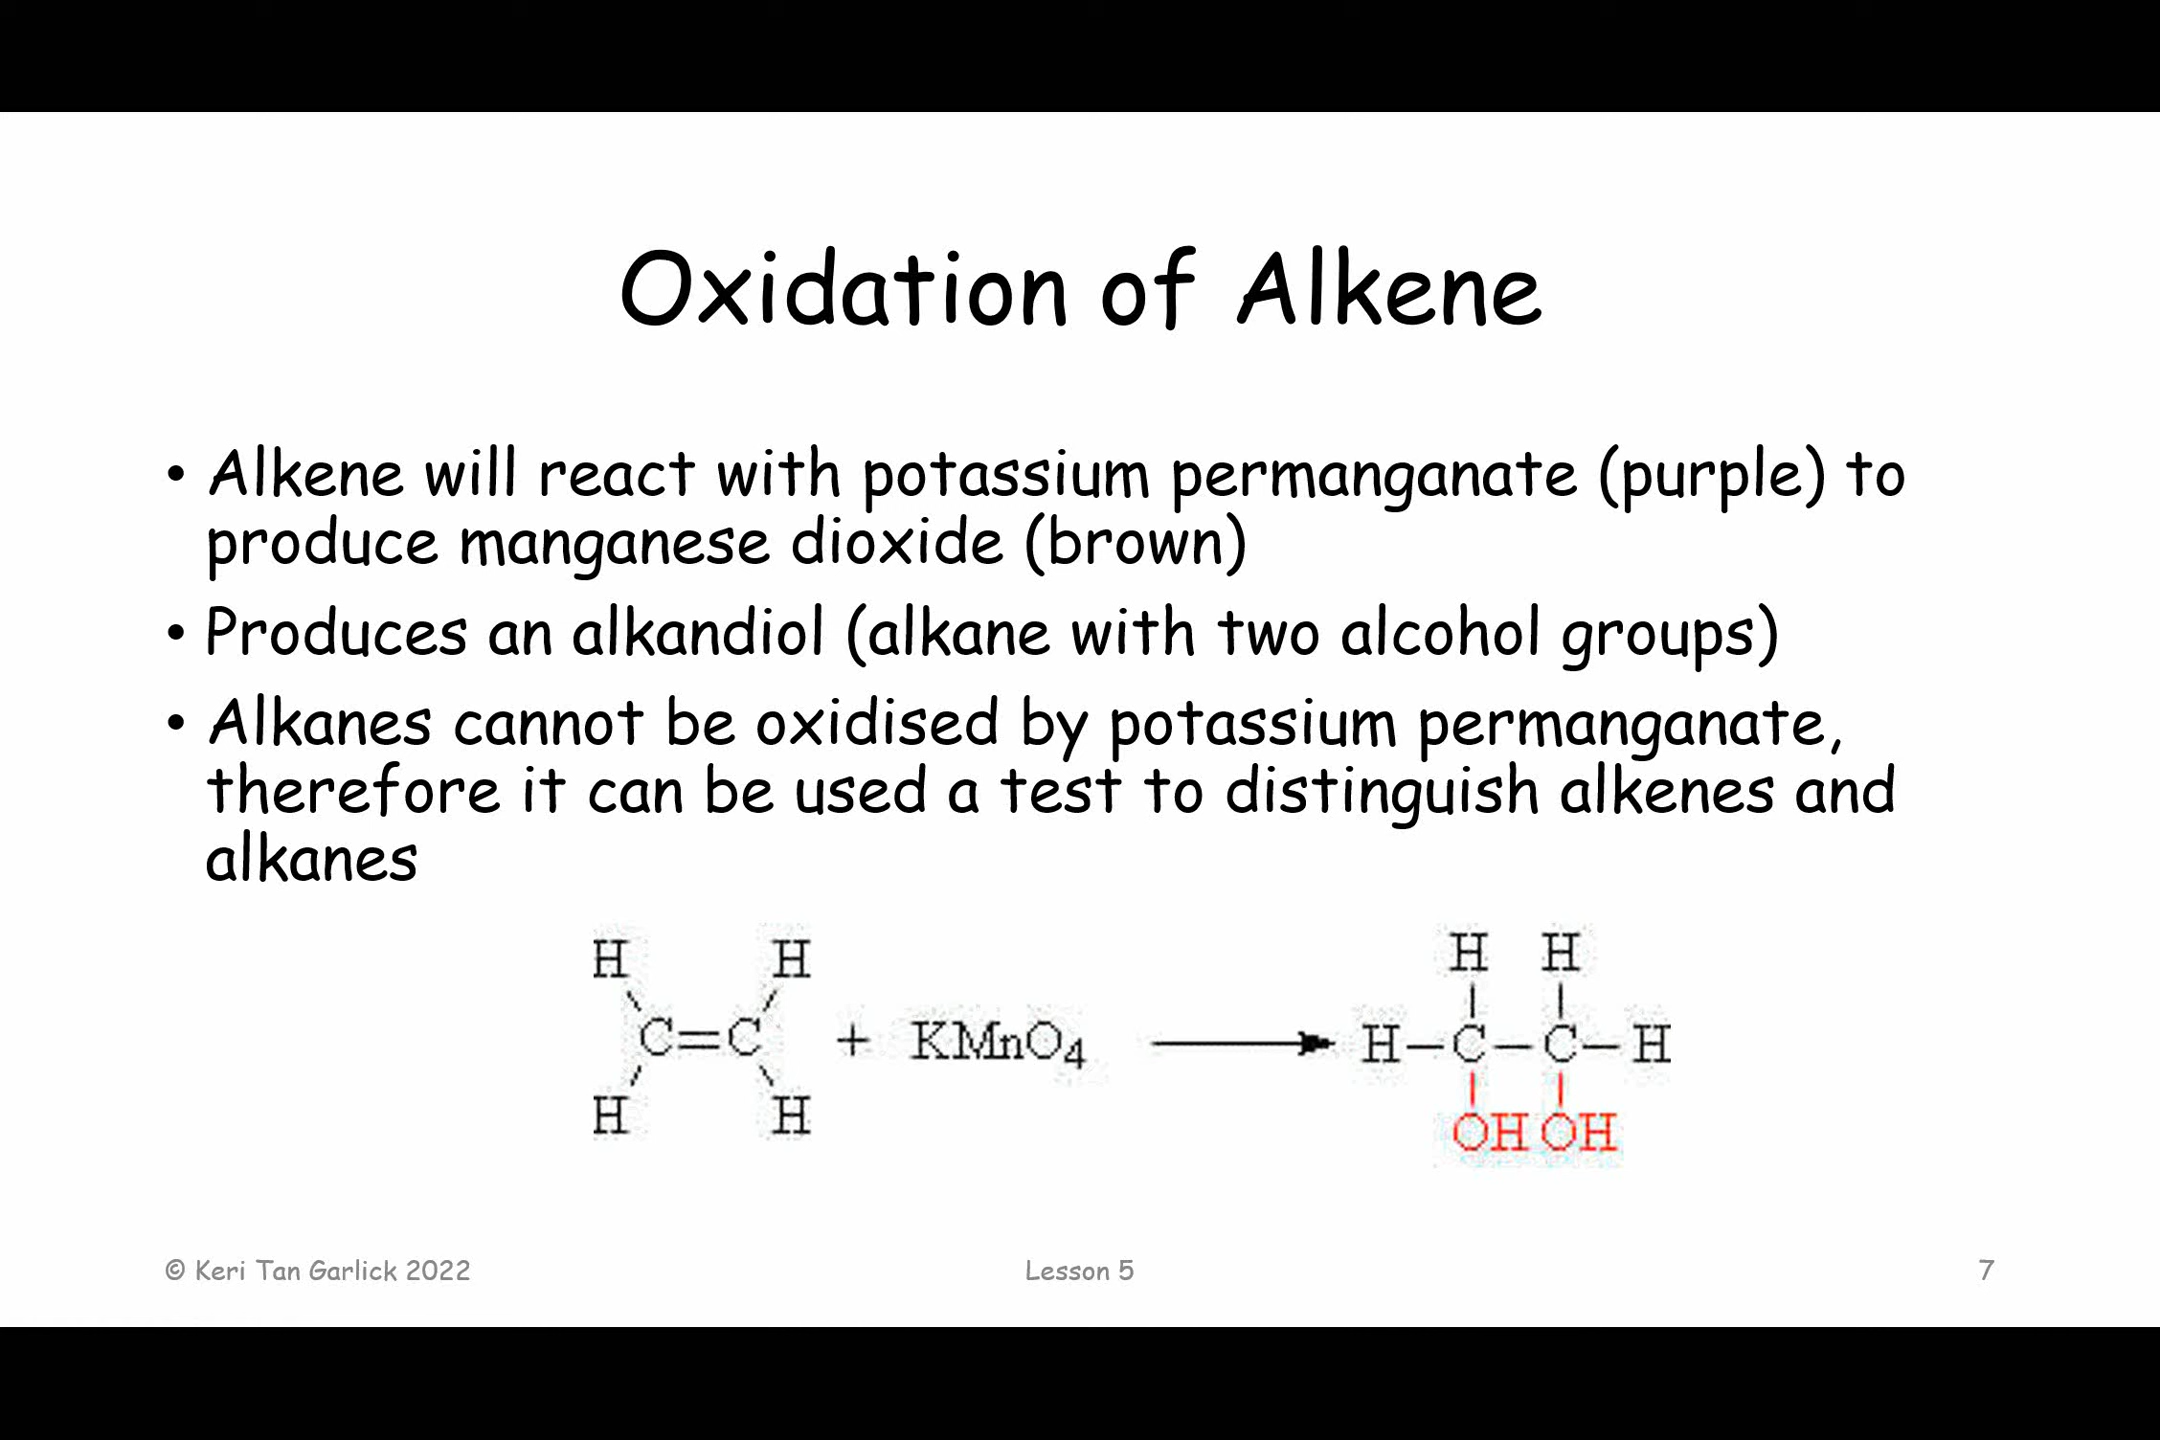 Oxidation of Alkene
• Alkene will react with potassium permanganate (purple) to
produce manganese dioxide (brown)
• Produces an alkandiol (alkane with two alcohol groups)
• Alkanes cannot be oxidised by potassium permanganate,
therefore it can be used a test to distinguish alkenes and
alkanes
H H H H
C=C + KMnO4 H-C-C-H
H H OH OH
© Keri Tan Garlick 2022 Lesson 5 7